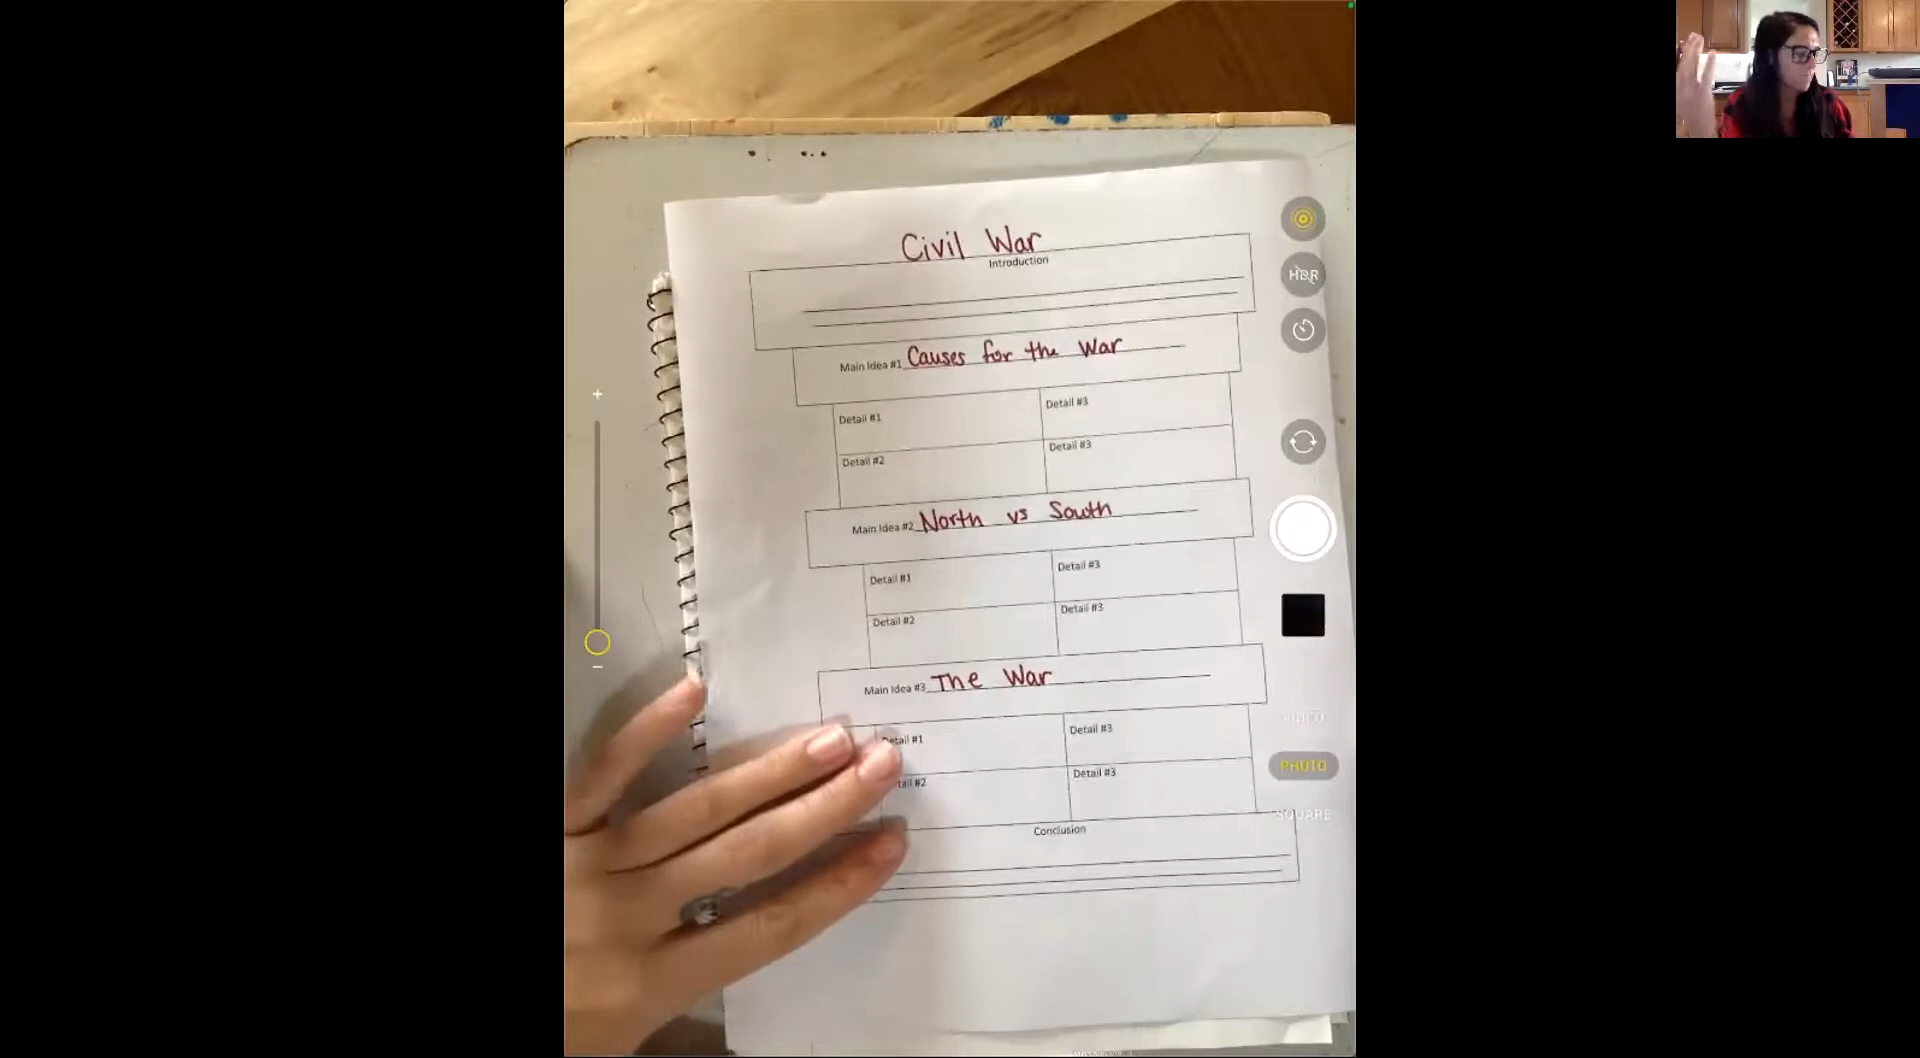 Civil War
Introduction
Main Idea #1 Causes for the War
Detail #1
Detail #3
Detail #2
Detail #3
Main Idea #2 North vs South
Detail #1
Detail #3
Detail #2
Detail #3
Main Idea #3 The War
Detail #1
Detail #3
tail #2
Detail #3
Conclusion
HDR
VIDEO
PHOTO
SQUARE